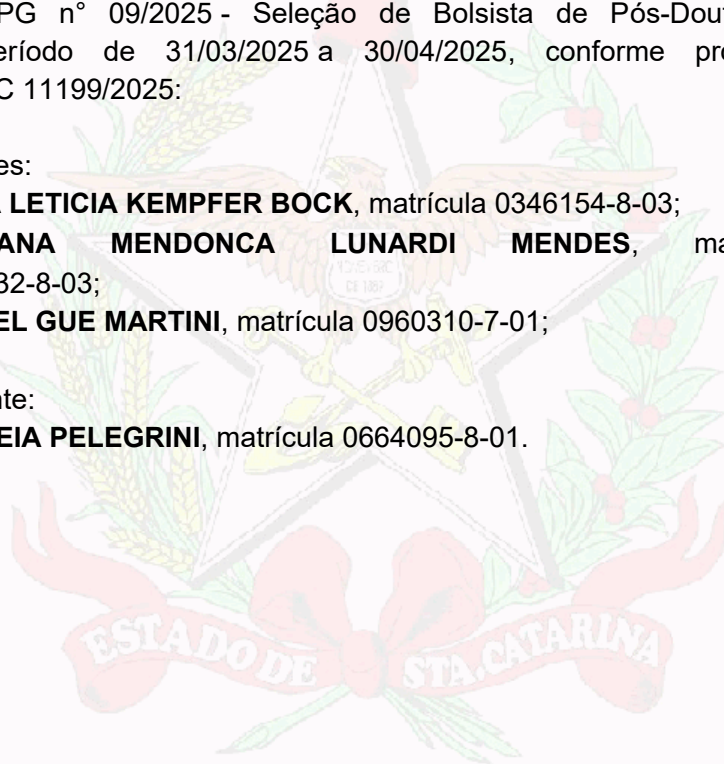 PG n° 09/2025 - Seleção de Bolsista de Pós-Dout
eríodo de 31/03/2025 a 30/04/2025, conforme pro
C 11199/2025:
es:
LETICIA KEMPFER BOCK, matrícula 0346154-8-03;
ANA MENDONCA LUNARDI MENDES, ma
32-8-03;
EL GUE MARTINI, matrícula 0960310-7-01;
nte:
EIA PELEGRINI, matrícula 0664095-8-01.
ESTADO DE STA. CATARINA